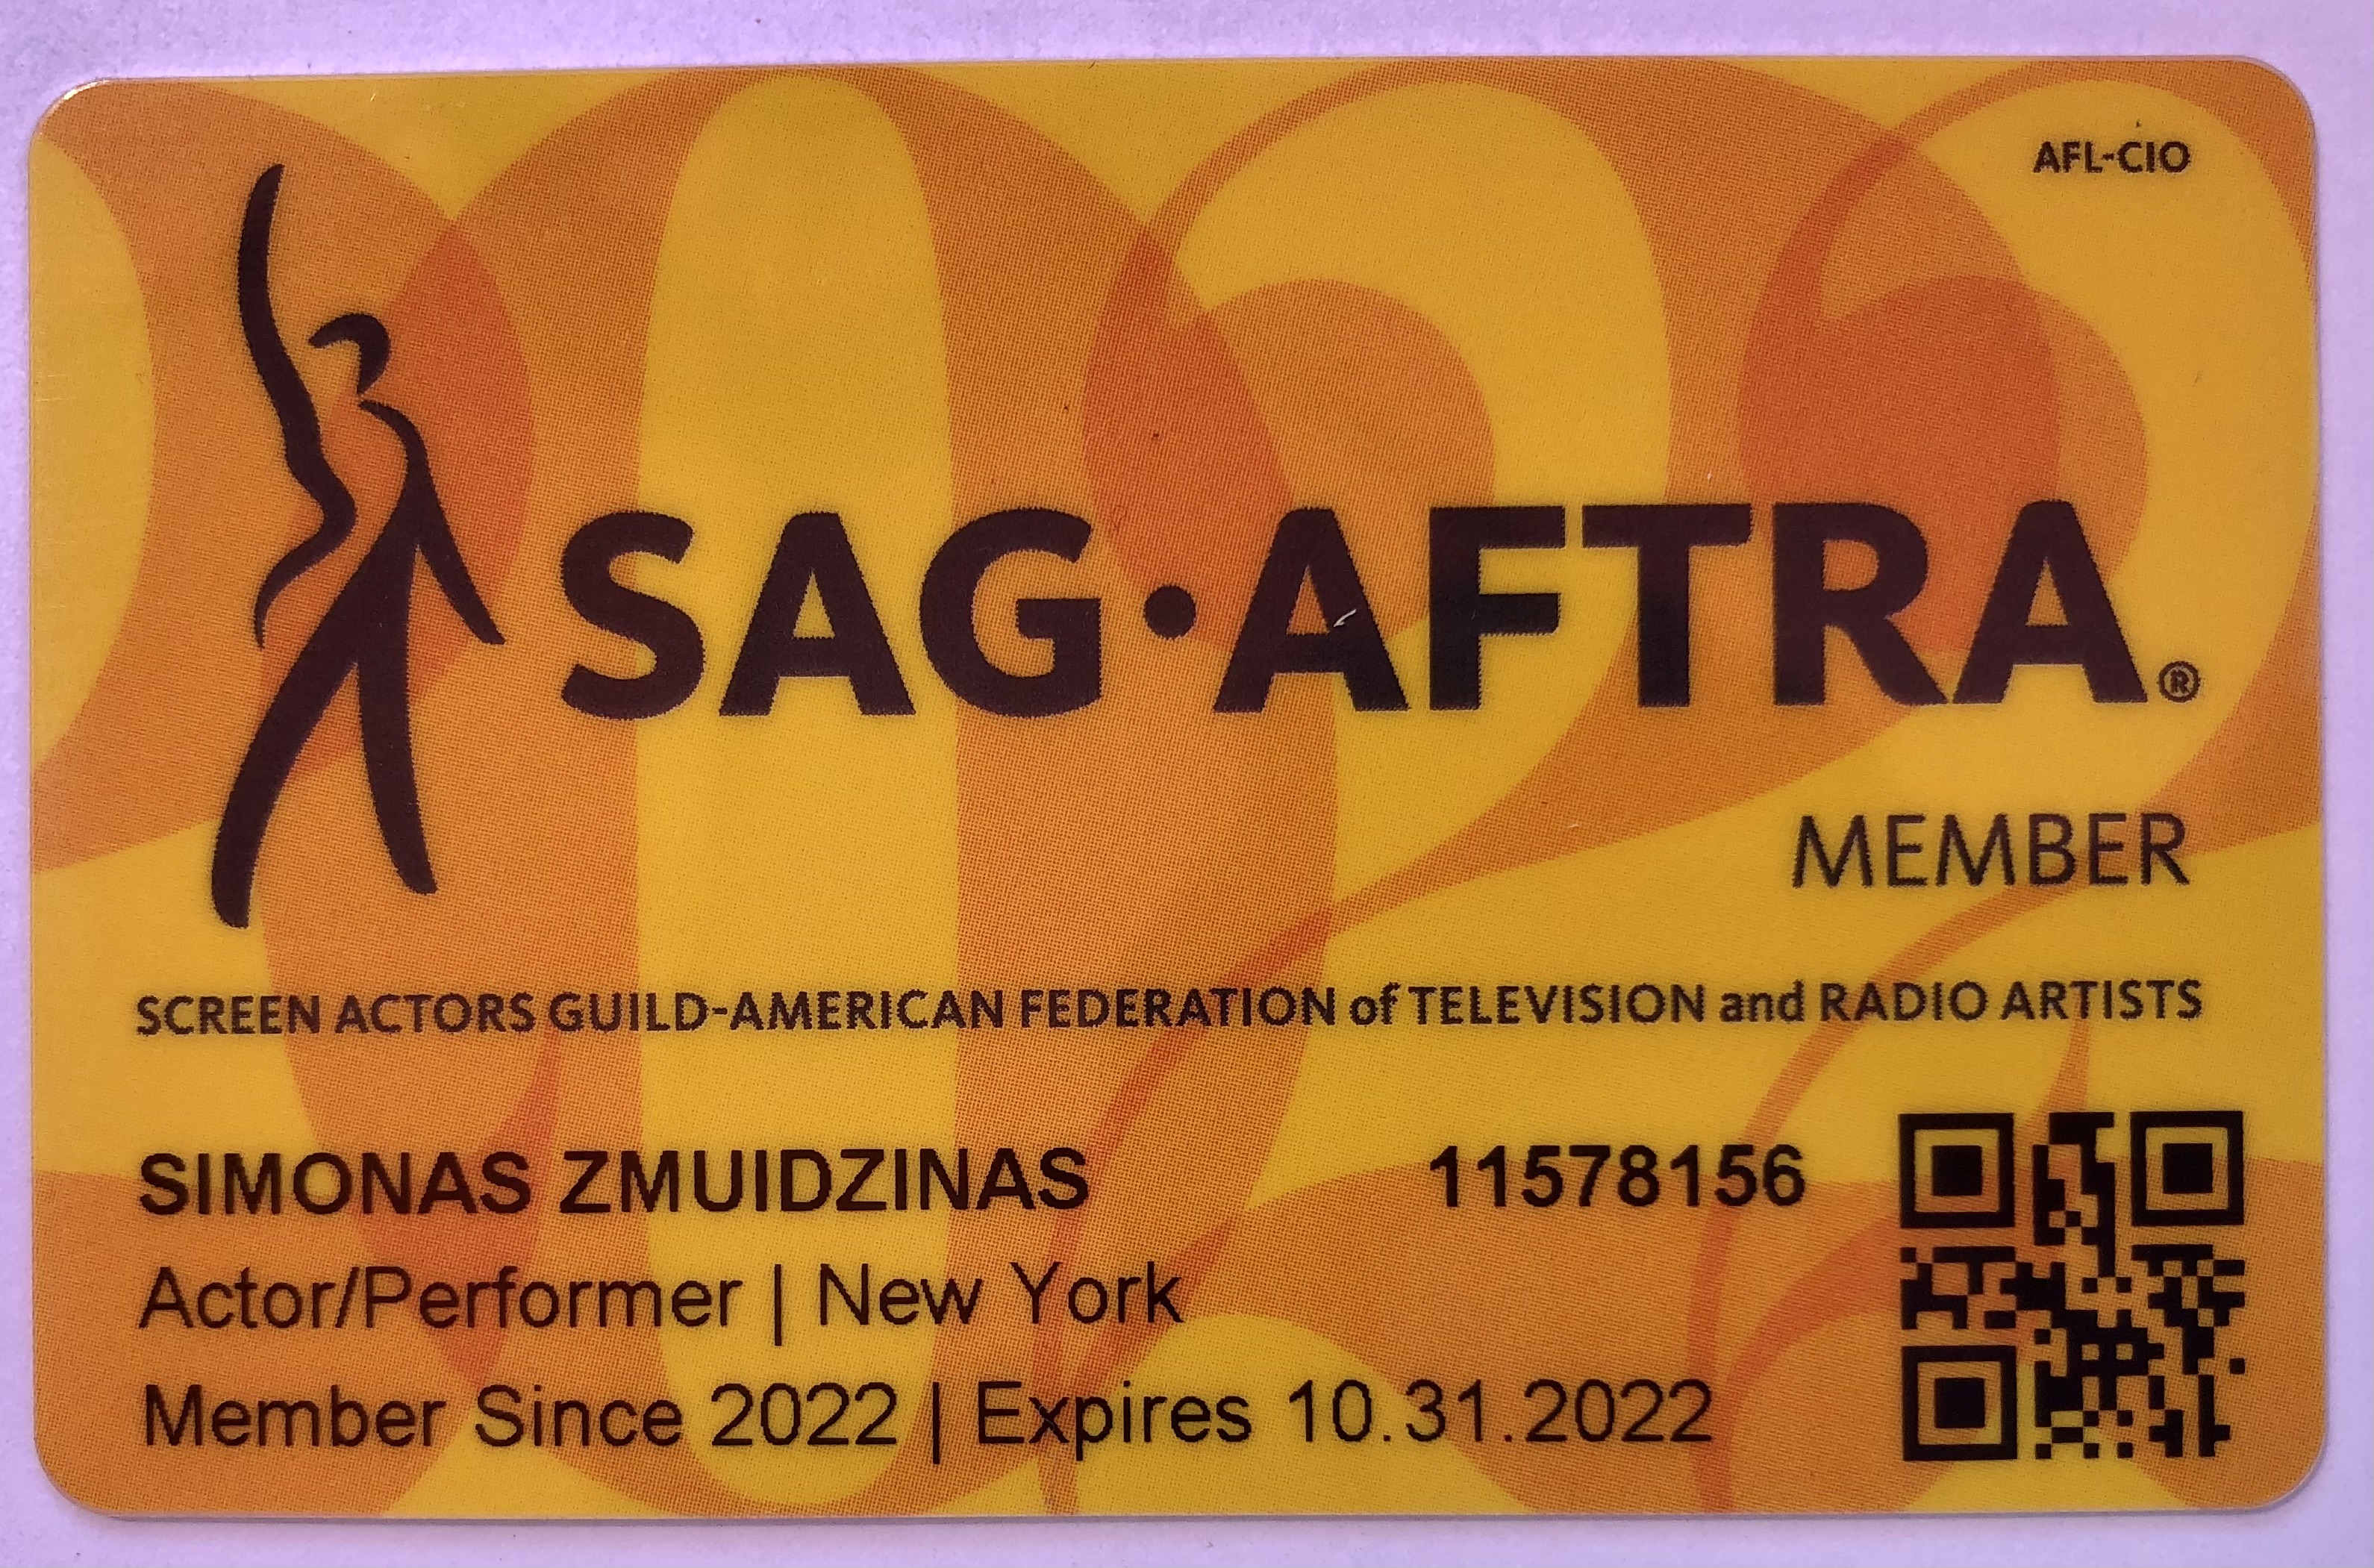 AFL-CIO
SAG·AFTRA®
MEMBER
SCREEN ACTORS GUILD-AMERICAN FEDERATION of TELEVISION and RADIO ARTISTS
SIMONAS ZMUIDZINAS 11578156
Actor/Performer | New York
Member Since 2022 | Expires 10.31.2022